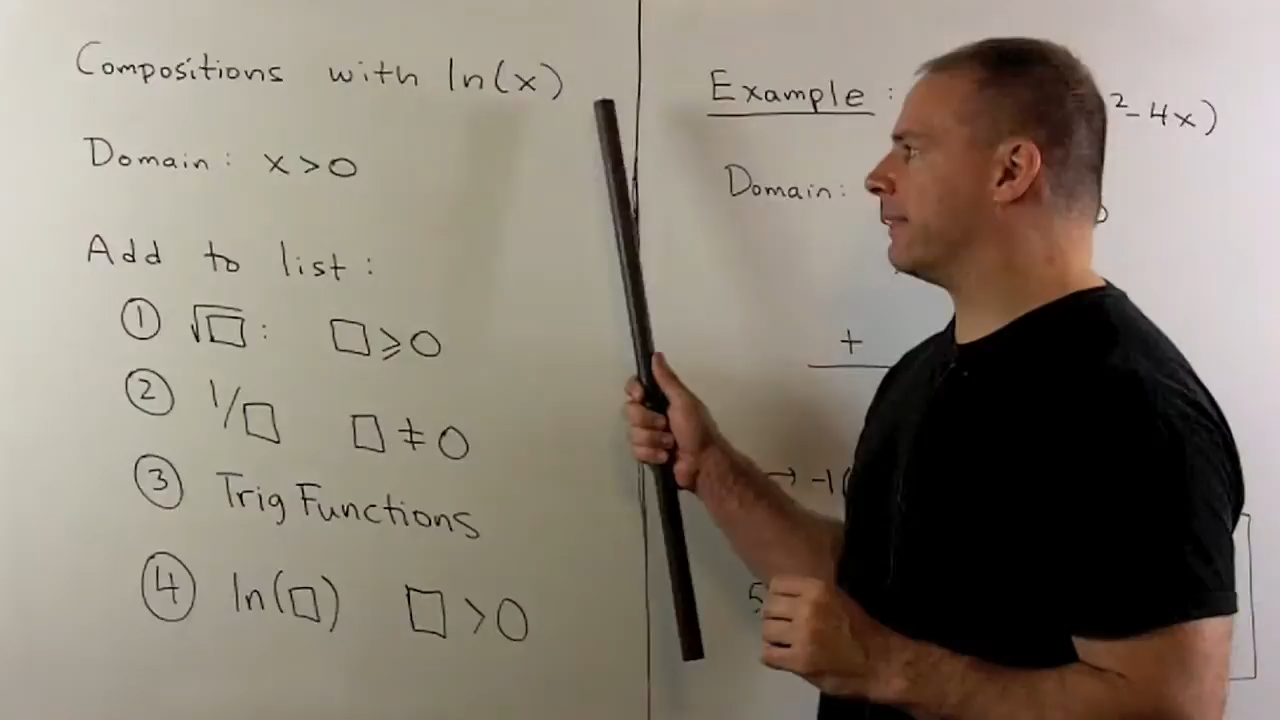 Compositions with ln(x)
Domain: x>0
Add to list:
① √□: □⩾0
② 1/□ □≠0
③ Trig Functions
④ ln(□) □>0
Example: ²-4x)
Domain:
+
→ -1(
5